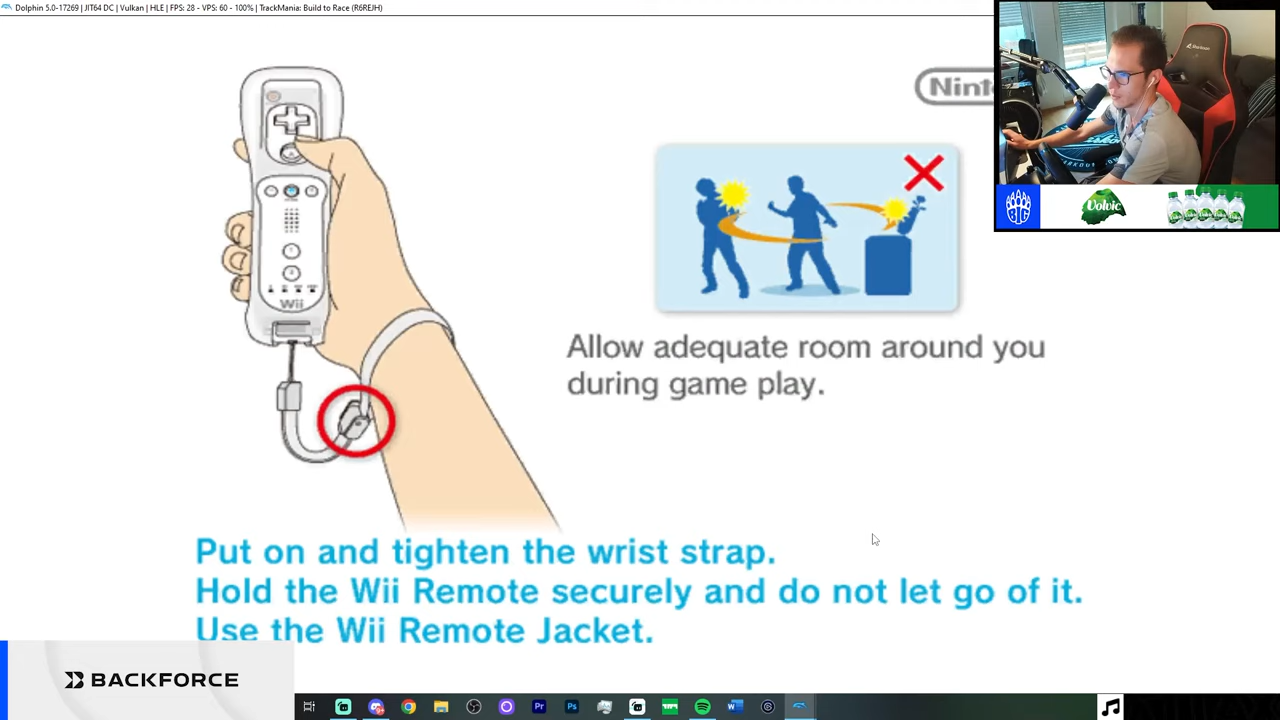 Dolphin 5.0-17269 | JIT64 DC | Vulkan | HLE | FPS: 28 - VPS: 60 - 100% | TrackMania: Build to Race (R6REJH)
Wii
Allow adequate room around you
during game play.
Put on and tighten the wrist strap.
Hold the Wii Remote securely and do not let go of it.
Use the Wii Remote Jacket.
Volvic
BACKFORCE